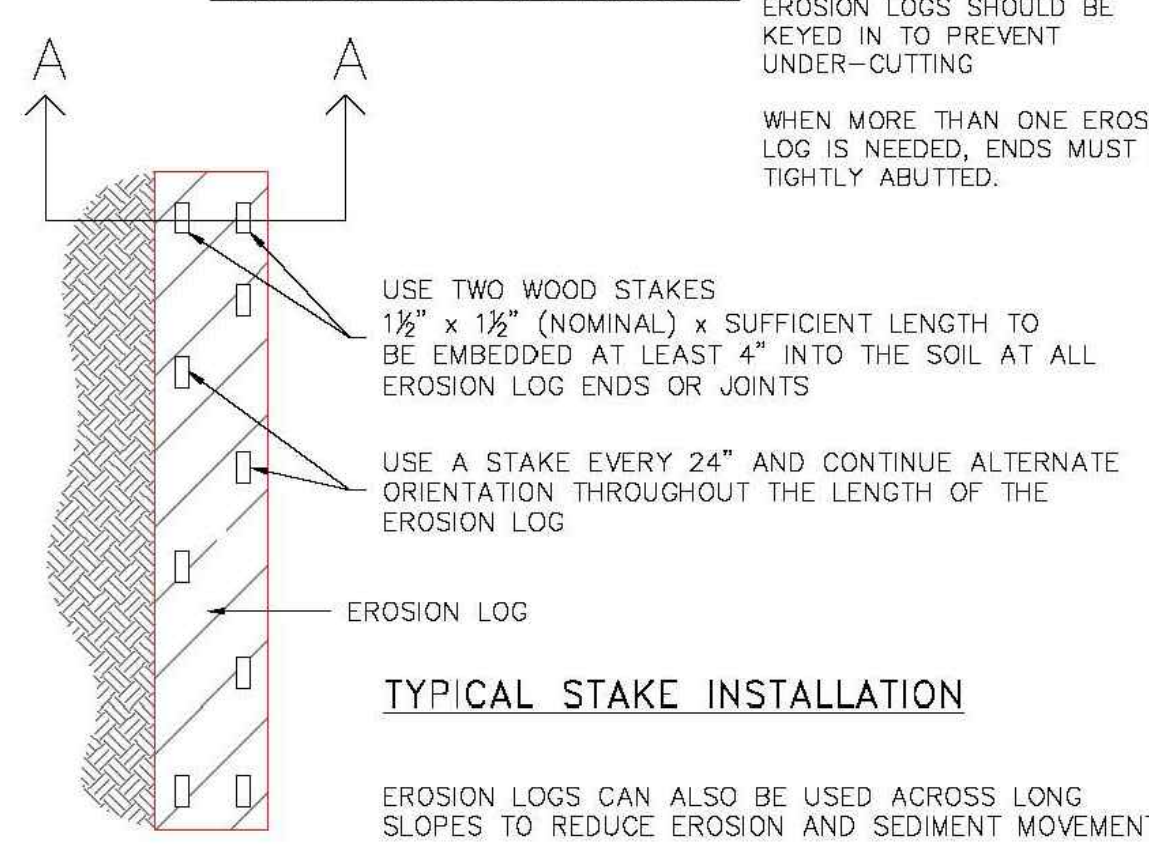 EROSION LOGS SHOULD BE
KEYED IN TO PREVENT
UNDER-CUTTING
WHEN MORE THAN ONE EROS
LOG IS NEEDED, ENDS MUST
TIGHTLY ABUTTED.
A A
USE TWO WOOD STAKES
1½" x 1½" (NOMINAL) x SUFFICIENT LENGTH TO
BE EMBEDDED AT LEAST 4" INTO THE SOIL AT ALL
EROSION LOG ENDS OR JOINTS
USE A STAKE EVERY 24" AND CONTINUE ALTERNATE
ORIENTATION THROUGHOUT THE LENGTH OF THE
EROSION LOG
EROSION LOG
TYPICAL STAKE INSTALLATION
EROSION LOGS CAN ALSO BE USED ACROSS LONG
SLOPES TO REDUCE EROSION AND SEDIMENT MOVEMENT